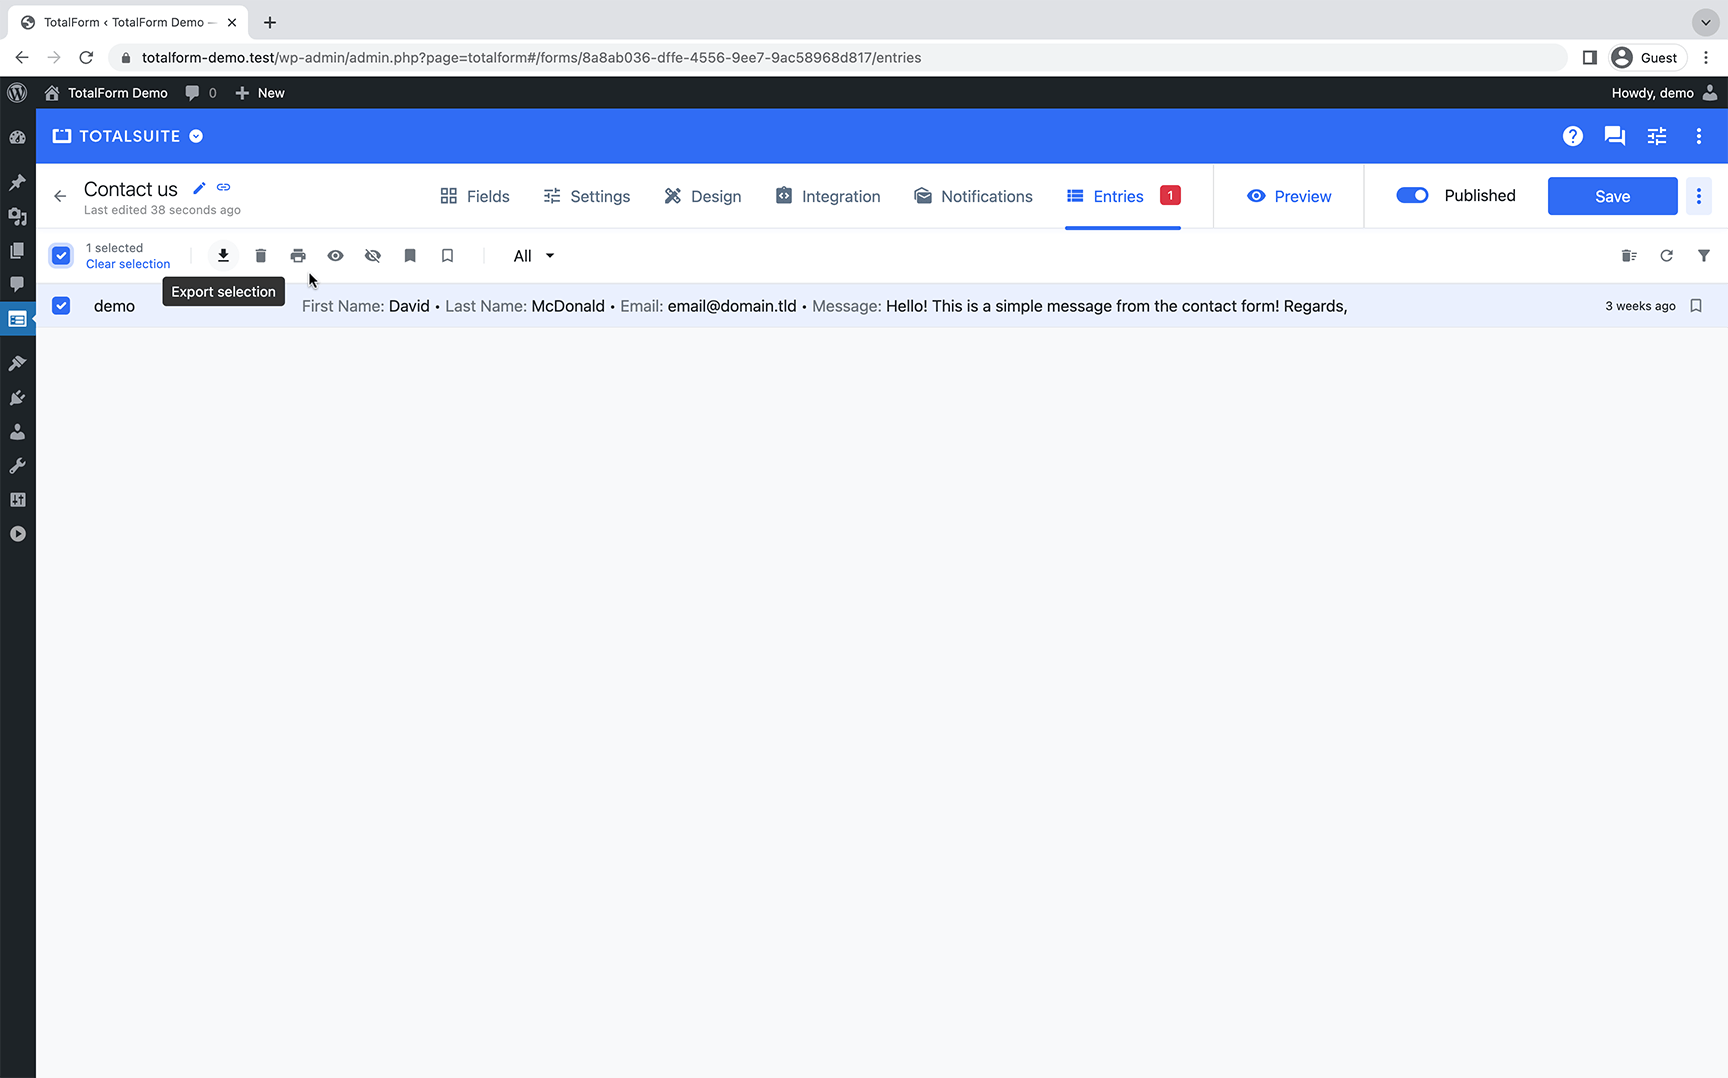 TotalForm ‹ TotalForm Demo —
totalform-demo.test/wp-admin/admin.php?page=totalform#/forms/8a8ab036-dffe-4556-9ee7-9ac58968d817/entries
Guest
TotalForm Demo 0 New
Howdy, demo
TOTALSUITE
Contact us
Last edited 38 seconds ago
Fields Settings Design Integration Notifications Entries 1 Preview Published Save
1 selected
Clear selection
All
Export selection
demo First Name: David • Last Name: McDonald • Email: email@domain.tld • Message: Hello! This is a simple message from the contact form! Regards, 3 weeks ago